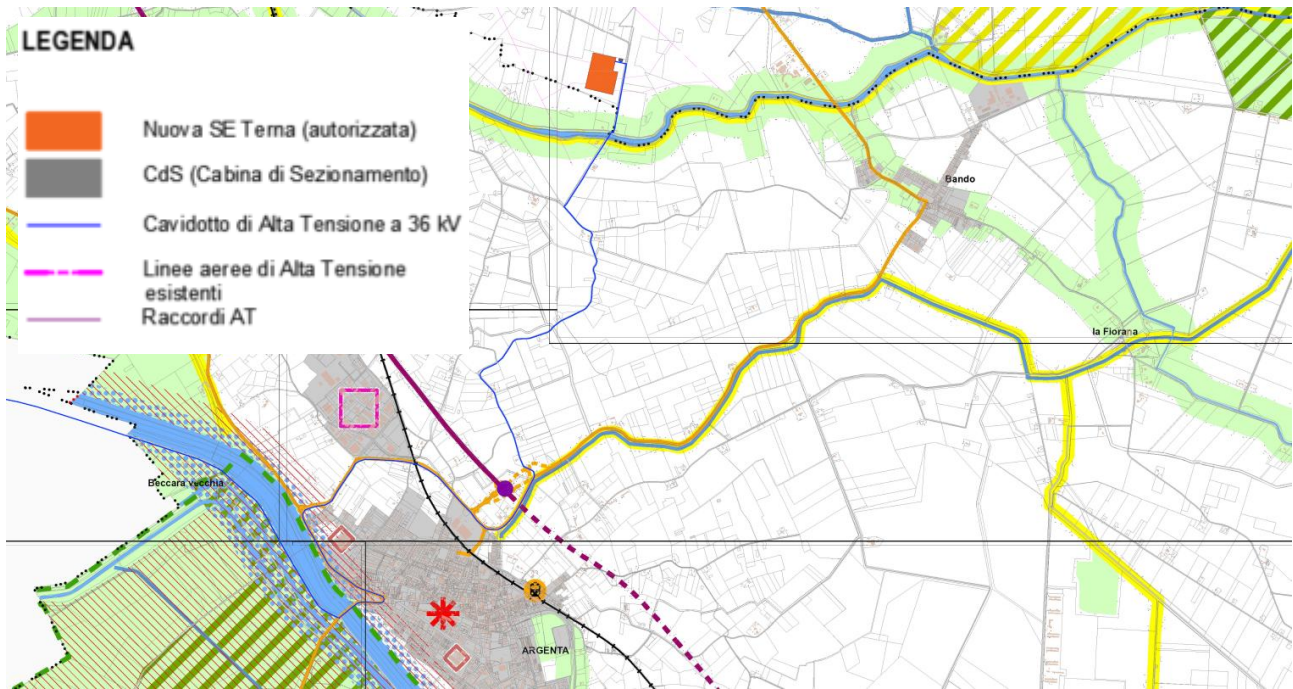 LEGENDA
Nuova SE Terna (autorizzata)
CdS (Cabina di Sezionamento)
Cavidotto di Alta Tensione a 36 kV
Linee aeree di Alta Tensione
esistenti
Raccordi AT
Bando
la Fiorana
Beccara vecchia
ARGENTA